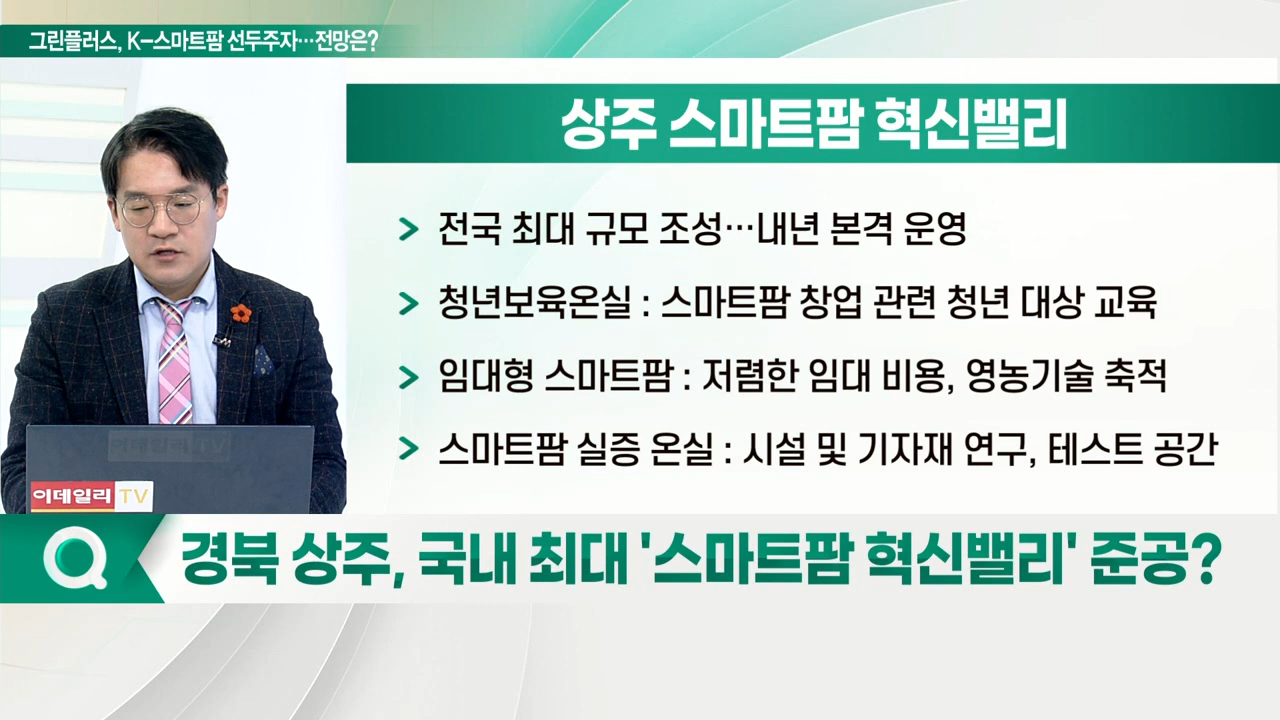 그린플러스, K-스마트팜 선두주자…전망은?
상주 스마트팜 혁신밸리
전국 최대 규모 조성…내년 본격 운영
청년보육온실 : 스마트팜 창업 관련 청년 대상 교육
임대형 스마트팜 : 저렴한 임대 비용, 영농기술 축적
스마트팜 실증 온실 : 시설 및 기자재 연구, 테스트 공간
이데일리 TV
이데일리 TV
Q 경북 상주, 국내 최대 '스마트팜 혁신밸리' 준공?